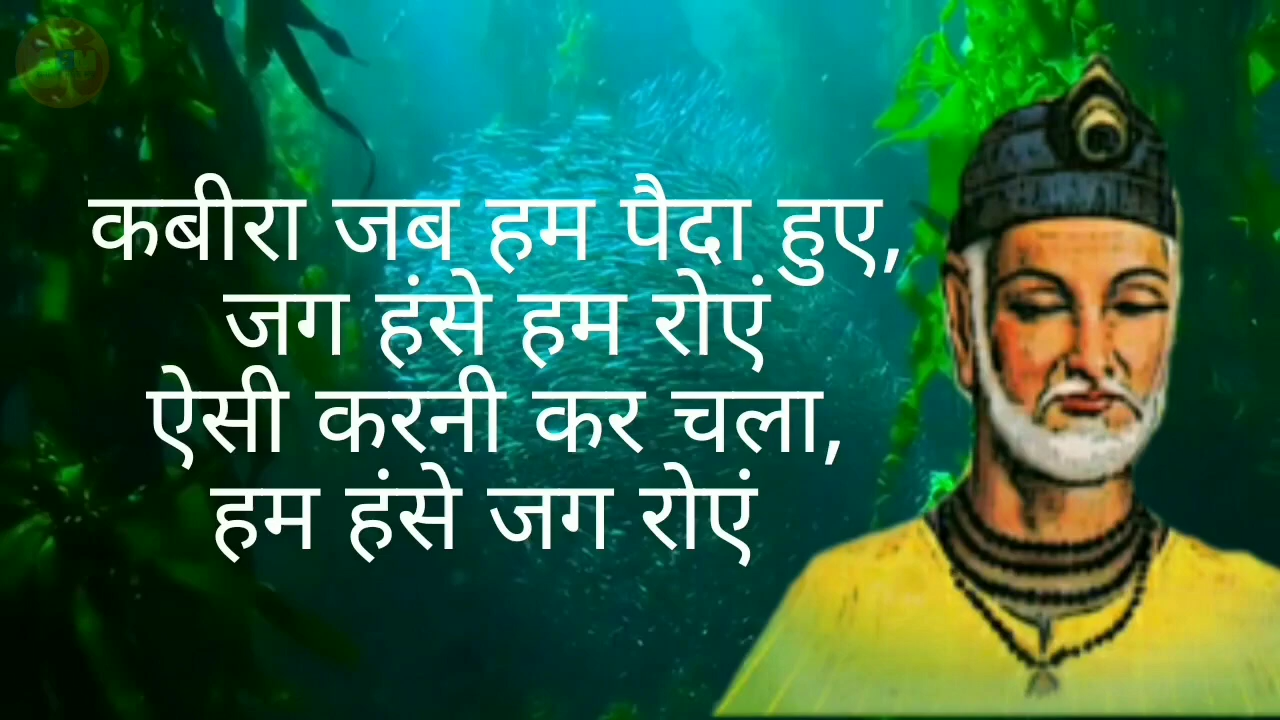 कबीरा जब हम पैदा हुए,
जग हंसे हम रोएं
ऐसी करनी कर चला,
हम हंसे जग रोएं